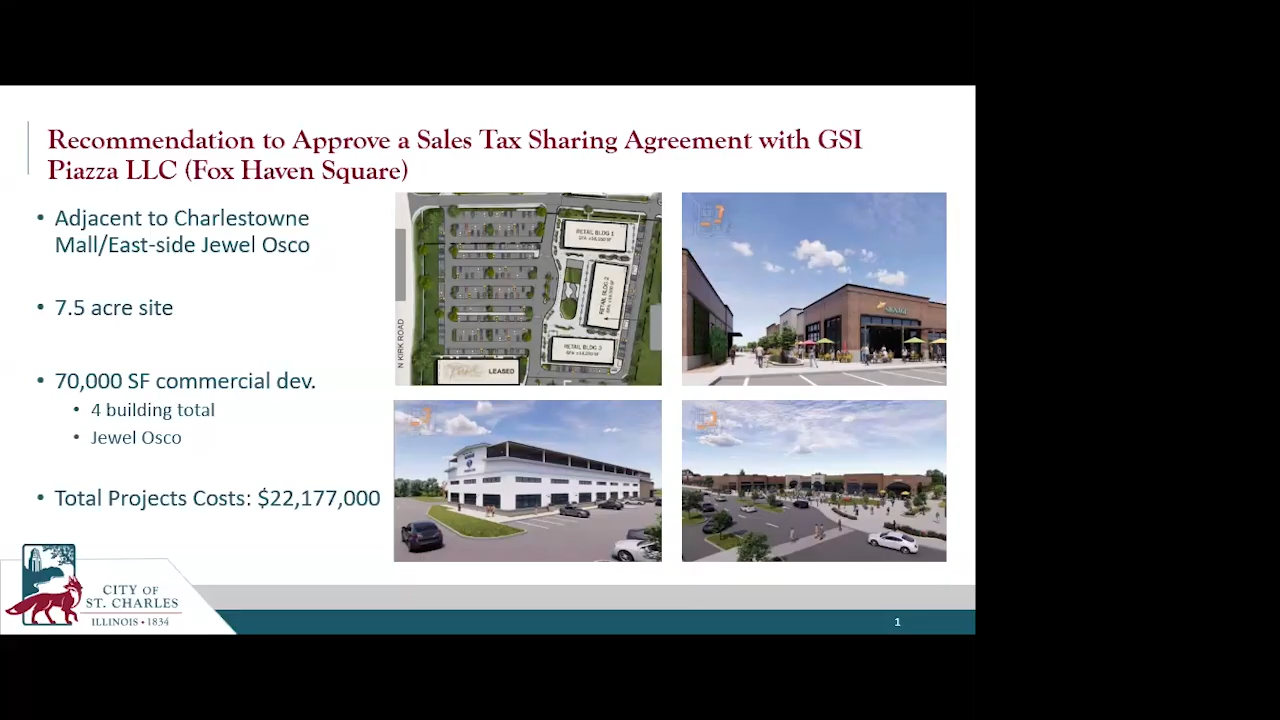 Recommendation to Approve a Sales Tax Sharing Agreement with GSI
Piazza LLC (Fox Haven Square)
• Adjacent to Charlestowne
Mall/East-side Jewel Osco
• 7.5 acre site
• 70,000 SF commercial dev.
• 4 building total
• Jewel Osco
• Total Projects Costs: $22,177,000
RETAIL BLDG 1
RETAIL BLDG 2
RETAIL BLDG 3
N KIRK ROAD
LEASED
CITY OF
ST. CHARLES
ILLINOIS • 1834
1